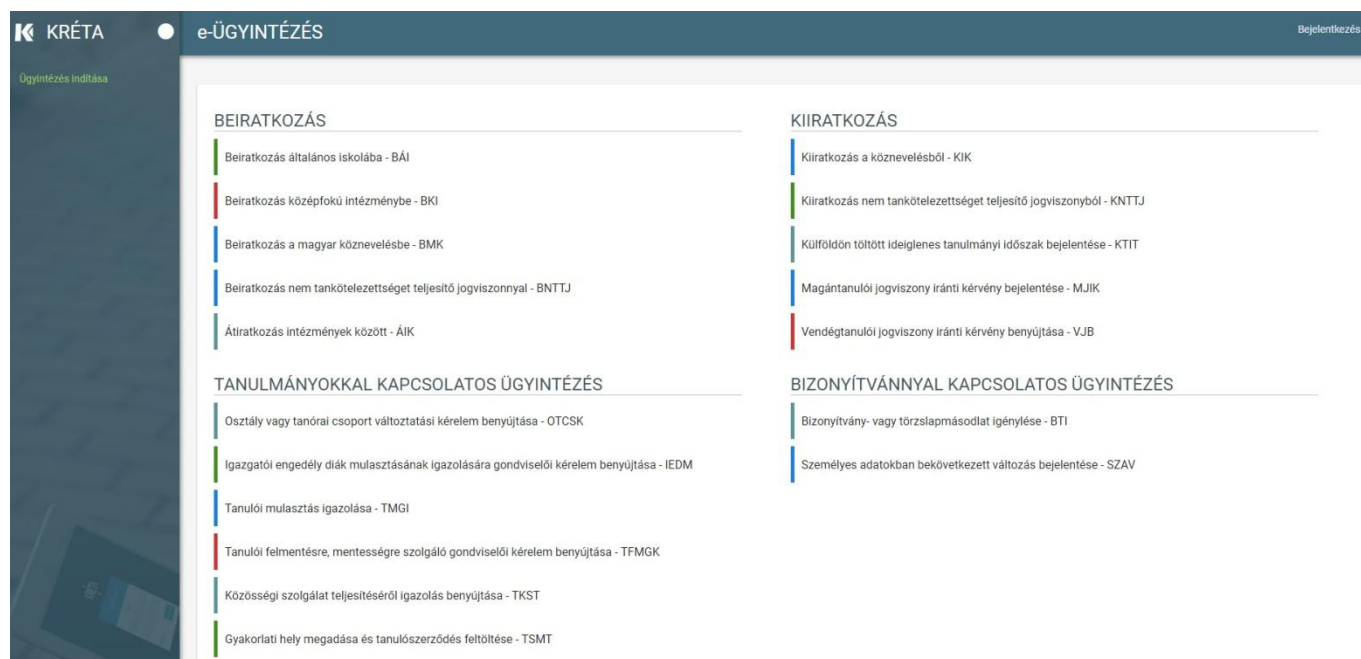 KRÉTA
e-ÜGYINTÉZÉS
Bejelentkezés
Ügyintézés indítása
BEIRATKOZÁS
Beiratkozás általános iskolába - BÁI
Beiratkozás középfokú intézménybe - BKI
Beiratkozás a magyar köznevelésbe - BMK
Beiratkozás nem tankötelezettséget teljesítő jogviszonnyal - BNTTJ
Átiratkozás intézmények között - ÁIK
KIIRATKOZÁS
Kiiratkozás a köznevelésből - KIK
Kiiratkozás nem tankötelezettséget teljesítő jogviszonyból - KNTTJ
Külföldön töltött ideiglenes tanulmányi időszak bejelentése - KTIT
Magántanulói jogviszony iránti kérvény bejelentése - MJIK
Vendégtanulói jogviszony iránti kérvény benyújtása - VJB
TANULMÁNYOKKAL KAPCSOLATOS ÜGYINTÉZÉS
Osztály vagy tanórai csoport változtatási kérelem benyújtása - OTCSK
Igazgatói engedély diák mulasztásának igazolására gondviselői kérelem benyújtása - IEDM
Tanulói mulasztás igazolása - TMGI
Tanulói felmentésre, mentességre szolgáló gondviselői kérelem benyújtása - TFMGK
Közösségi szolgálat teljesítéséről igazolás benyújtása - TKST
Gyakorlati hely megadása és tanulószerződés feltöltése - TSMT
BIZONYÍTVÁNNYAL KAPCSOLATOS ÜGYINTÉZÉS
Bizonyítvány- vagy törzslapmásodlat igénylése - BTI
Személyes adatokban bekövetkezett változás bejelentése - SZAV